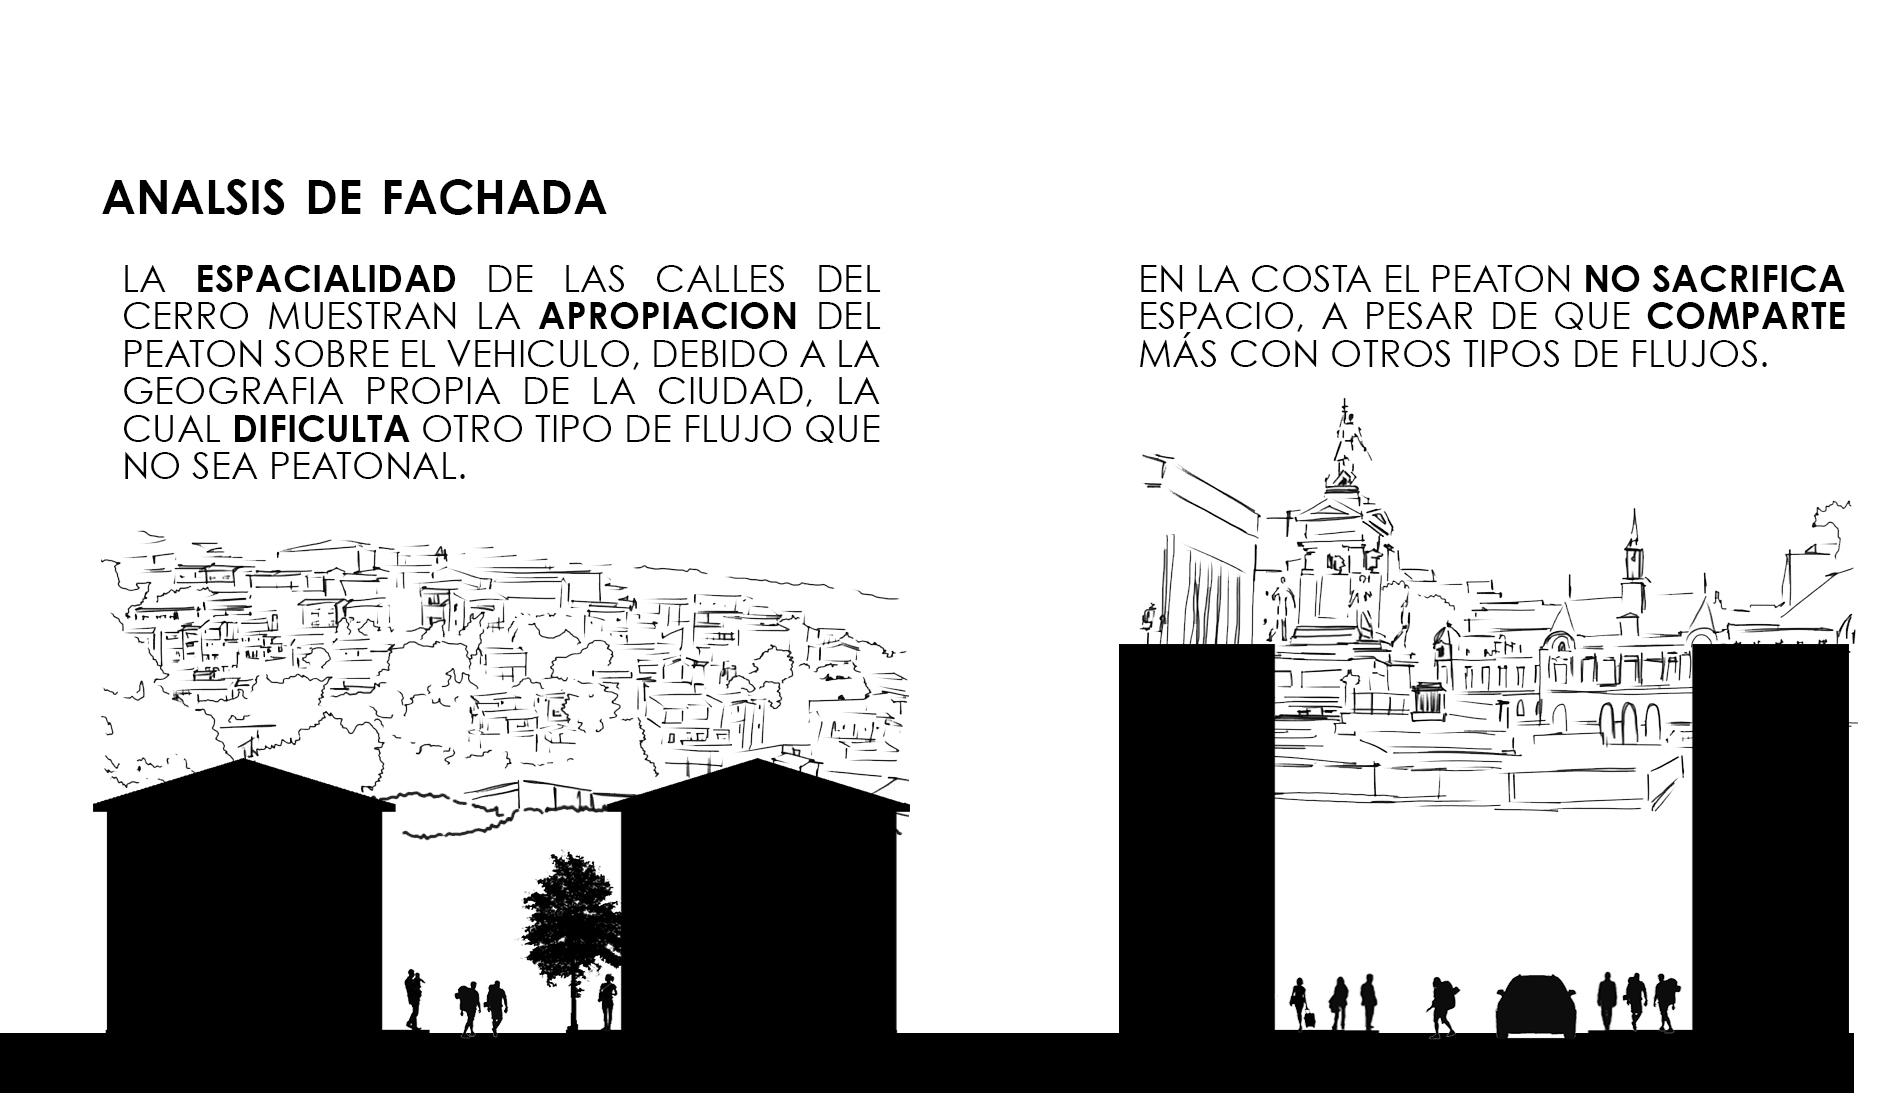 ANALSIS DE FACHADA
LA ESPACIALIDAD DE LAS CALLES DEL
CERRO MUESTRAN LA APROPIACION DEL
PEATON SOBRE EL VEHICULO, DEBIDO A LA
GEOGRAFIA PROPIA DE LA CIUDAD, LA
CUAL DIFICULTA OTRO TIPO DE FLUJO QUE
NO SEA PEATONAL.
EN LA COSTA EL PEATON NO SACRIFICA
ESPACIO, A PESAR DE QUE COMPARTE
MÁS CON OTROS TIPOS DE FLUJOS.